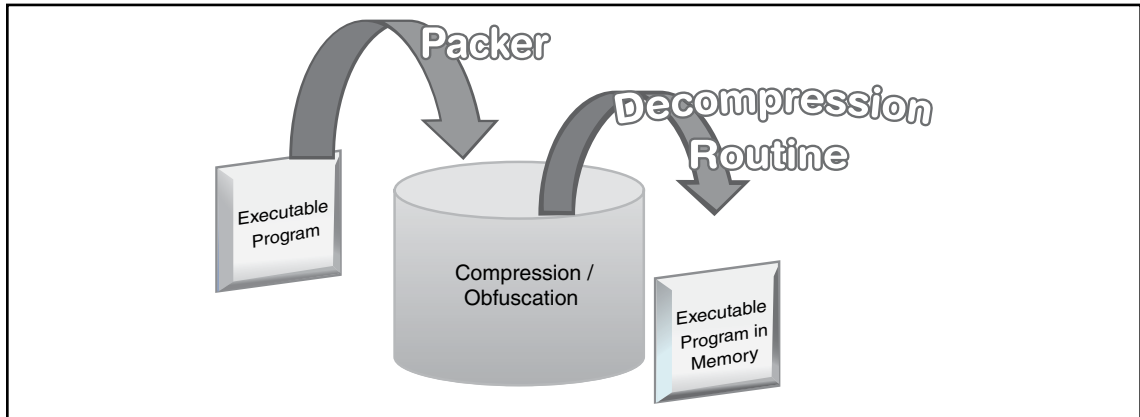 Packer
Decompression
Routine
Executable
Program
Compression /
Obfuscation
Executable
Program in
Memory